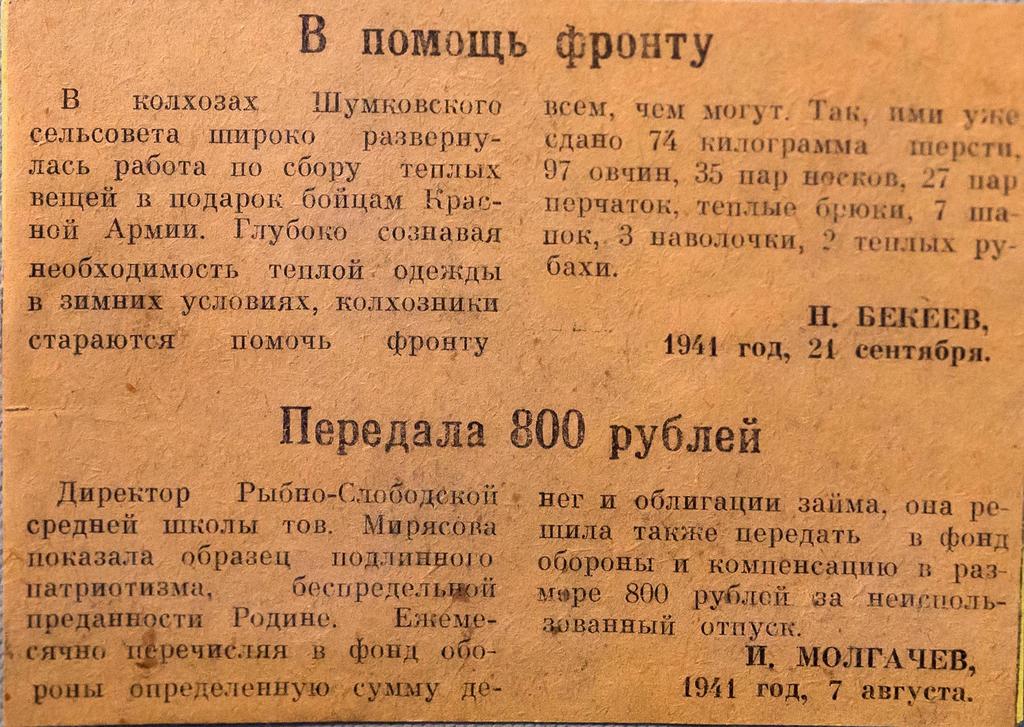 В помощь фронту
В колхозах Шумковского
сельсовета широко разверну-
лась работа по сбору теплых
вещей в подарок бойцам Крас-
ной Армии. Глубоко сознавая
необходимость теплой одежды
в зимних условиях, колхозники
стараются помочь фронту
всем, чем могут. Так, ими уже
сдано 74 килограмма шерсти,
97 овчин, 35 пар носков, 27 пар
перчаток, теплые брюки, 7 ша-
пок, 3 наволочки, 2 теплых ру-
бахи.
Н. БЕКЕЕВ,
1941 год, 21 сентября.
Передала 800 рублей
Директор Рыбно-Слободской
средней школы тов. Мирясова
показала образец подлинного
патриотизма, беспредельной
преданности Родине. Ежеме-
сячно перечисляя в фонд обо-
роны определенную сумму де-
нег и облигации займа, она ре-
шила также передать в фонд
обороны и компенсацию в раз-
мере 800 рублей за неисполь-
зованный отпуск.
И. МОЛГАЧЕВ,
1941 год, 7 августа.